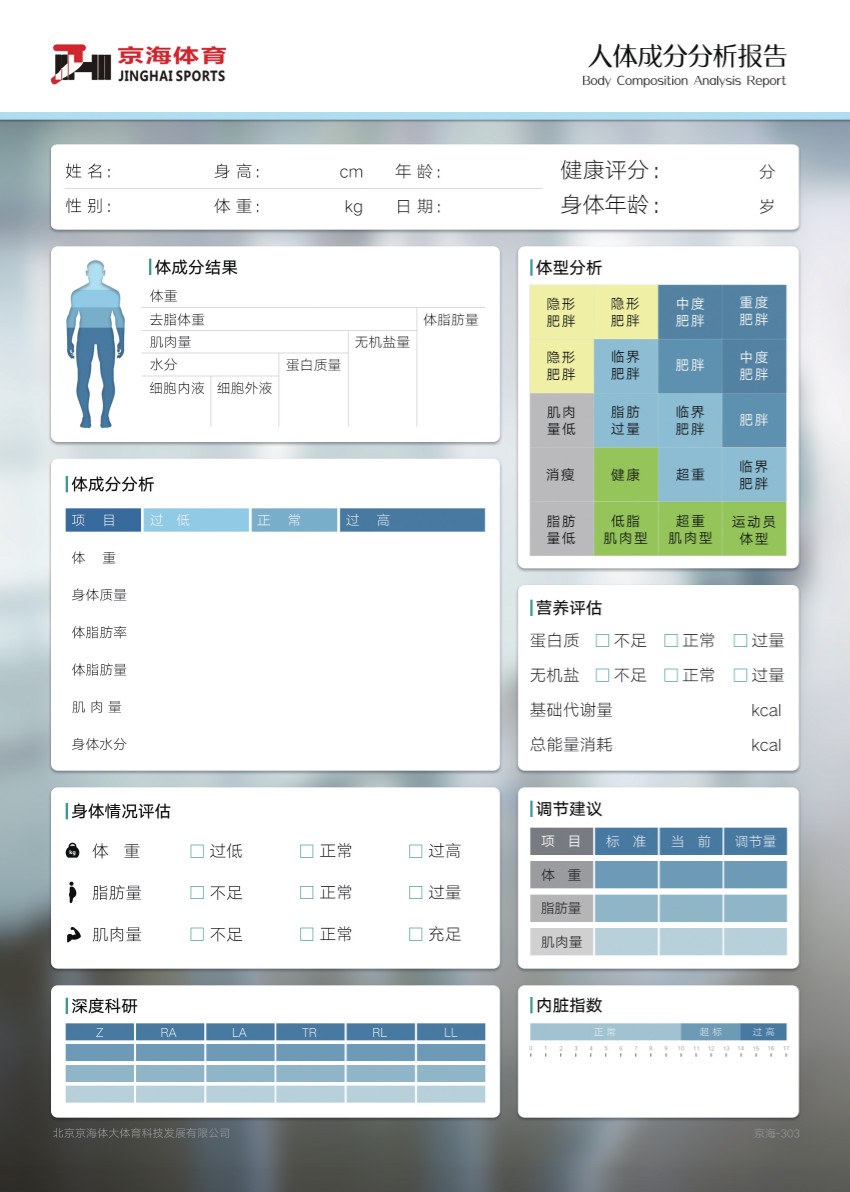 京海体育
JINGHAI SPORTS
人体成分分析报告
Body Composition Analysis Report
姓 名： 身 高： cm 年 龄： 健康评分： 分
性 别： 体 重： kg 日 期： 身体年龄： 岁
体成分结果
体重
去脂体重 体脂肪量
肌肉量 无机盐量
水分 蛋白质量
细胞内液 细胞外液
体型分析
隐形肥胖 隐形肥胖 中度肥胖 重度肥胖
隐形肥胖 临界肥胖 肥胖 中度肥胖
肌肉量低 脂肪过量 临界肥胖 肥胖
消瘦 健康 超重 临界肥胖
脂肪量低 低脂肌肉型 超重肌肉型 运动员体型
体成分分析
项 目 过 低 正 常 过 高
体 重
身体质量
体脂肪率
体脂肪量
肌 肉 量
身体水分
营养评估
蛋白质 □不足 □正常 □过量
无机盐 □不足 □正常 □过量
基础代谢量 kcal
总能量消耗 kcal
身体情况评估
kg 体 重 □过低 □正常 □过高
脂肪量 □不足 □正常 □过量
肌肉量 □不足 □正常 □充足
调节建议
项 目 标 准 当 前 调节量
体 重
脂肪量
肌肉量
深度科研
Z RA LA TR RL LL
内脏指数
正 常 超 标 过 高
0 1 2 3 4 5 6 7 8 9 10 11 12 13 14 15 16 17
北京京海体大体育科技发展有限公司
京海-303